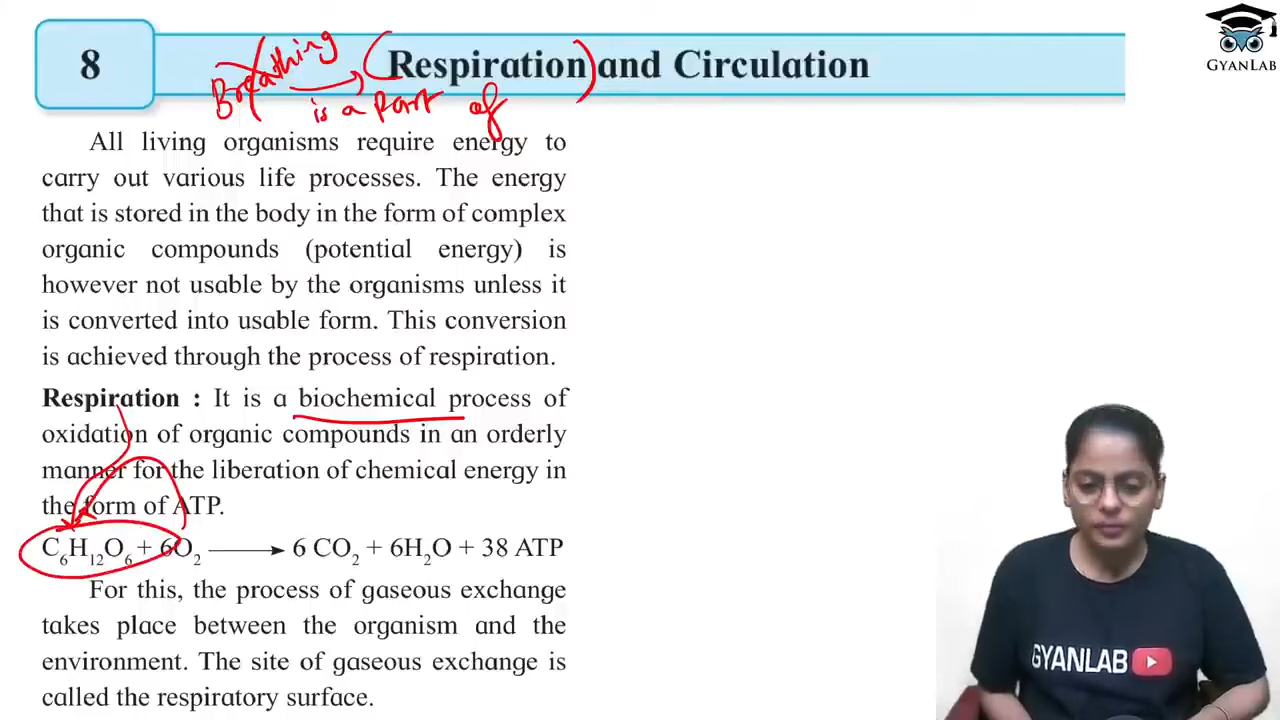 8
Respiration and Circulation
Breathing
is a part of
GYANLAB
All living organisms require energy to
carry out various life processes. The energy
that is stored in the body in the form of complex
organic compounds (potential energy) is
however not usable by the organisms unless it
is converted into usable form. This conversion
is achieved through the process of respiration.
Respiration : It is a biochemical process of
oxidation of organic compounds in an orderly
manner for the liberation of chemical energy in
the form of ATP.
C₆H₁₂O₆ + 6O₂ ⟶ 6 CO₂ + 6H₂O + 38 ATP
For this, the process of gaseous exchange
takes place between the organism and the
environment. The site of gaseous exchange is
called the respiratory surface.
GYANLAB